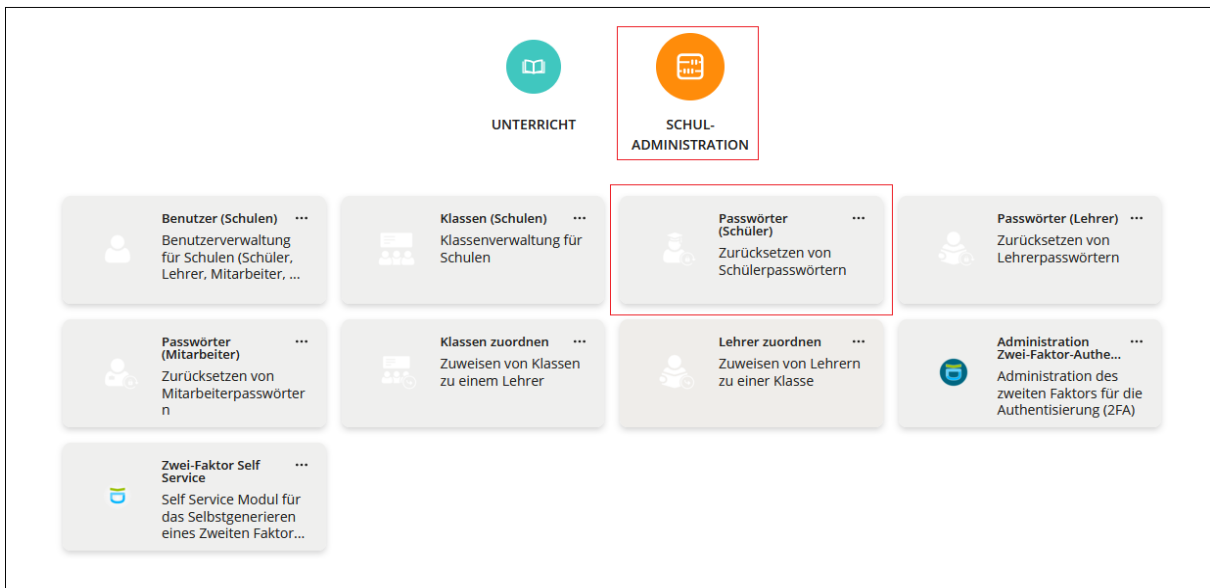 UNTERRICHT
SCHUL-
ADMINISTRATION
Benutzer (Schulen) ...
Benutzerverwaltung
für Schulen (Schüler,
Lehrer, Mitarbeiter, ...
Klassen (Schulen) ...
Klassenverwaltung für
Schulen
Passwörter ...
(Schüler)
Zurücksetzen von
Schülerpasswörtern
Passwörter (Lehrer) ...
Zurücksetzen von
Lehrerpasswörtern
Passwörter ...
(Mitarbeiter)
Zurücksetzen von
Mitarbeiterpasswörter
n
Klassen zuordnen ...
Zuweisen von Klassen
zu einem Lehrer
Lehrer zuordnen ...
Zuweisen von Lehrern
zu einer Klasse
Administration ...
Zwei-Faktor-Authe...
Administration des
zweiten Faktors für die
Authentisierung (2FA)
Zwei-Faktor Self ...
Service
Self Service Modul für
das Selbstgenerieren
eines Zweiten Faktor...